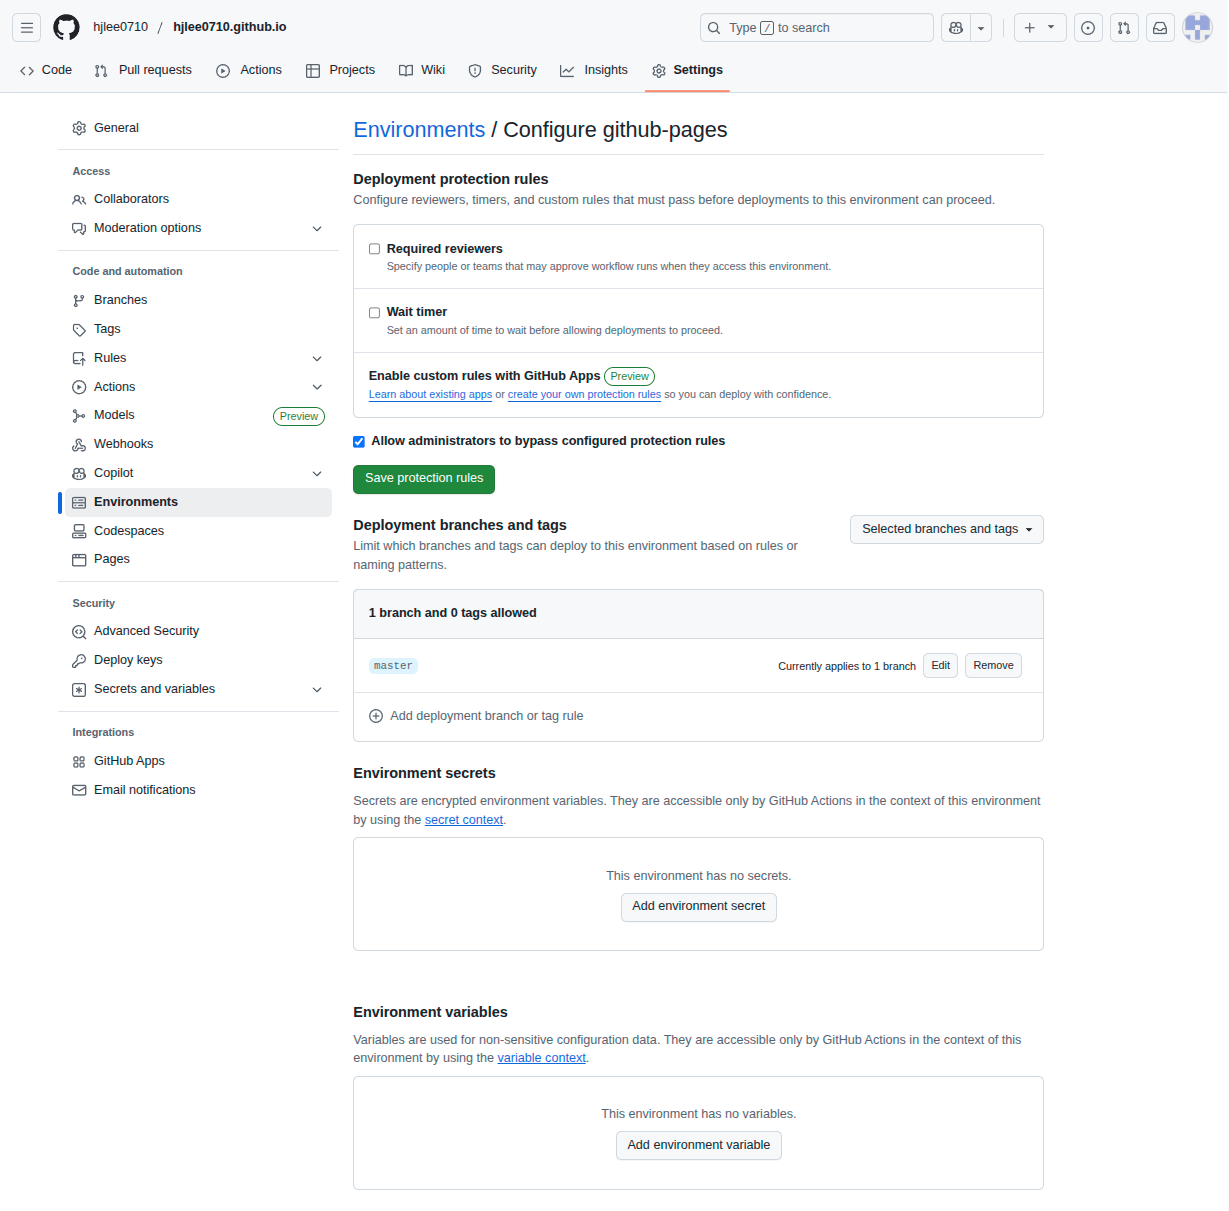 hjlee0710 / hjlee0710.github.io
Type / to search
Code Pull requests Actions Projects Wiki Security Insights Settings
General
Access
Collaborators
Moderation options
Code and automation
Branches
Tags
Rules
Actions
Models Preview
Webhooks
Copilot
Environments
Codespaces
Pages
Security
Advanced Security
Deploy keys
Secrets and variables
Integrations
GitHub Apps
Email notifications
Environments / Configure github-pages
Deployment protection rules
Configure reviewers, timers, and custom rules that must pass before deployments to this environment can proceed.
Required reviewers
Specify people or teams that may approve workflow runs when they access this environment.
Wait timer
Set an amount of time to wait before allowing deployments to proceed.
Enable custom rules with GitHub Apps Preview
Learn about existing apps or create your own protection rules so you can deploy with confidence.
Allow administrators to bypass configured protection rules
Save protection rules
Deployment branches and tags
Selected branches and tags
Limit which branches and tags can deploy to this environment based on rules or
naming patterns.
1 branch and 0 tags allowed
master Currently applies to 1 branch Edit Remove
Add deployment branch or tag rule
Environment secrets
Secrets are encrypted environment variables. They are accessible only by GitHub Actions in the context of this environment
by using the secret context.
This environment has no secrets.
Add environment secret
Environment variables
Variables are used for non-sensitive configuration data. They are accessible only by GitHub Actions in the context of this
environment by using the variable context.
This environment has no variables.
Add environment variable